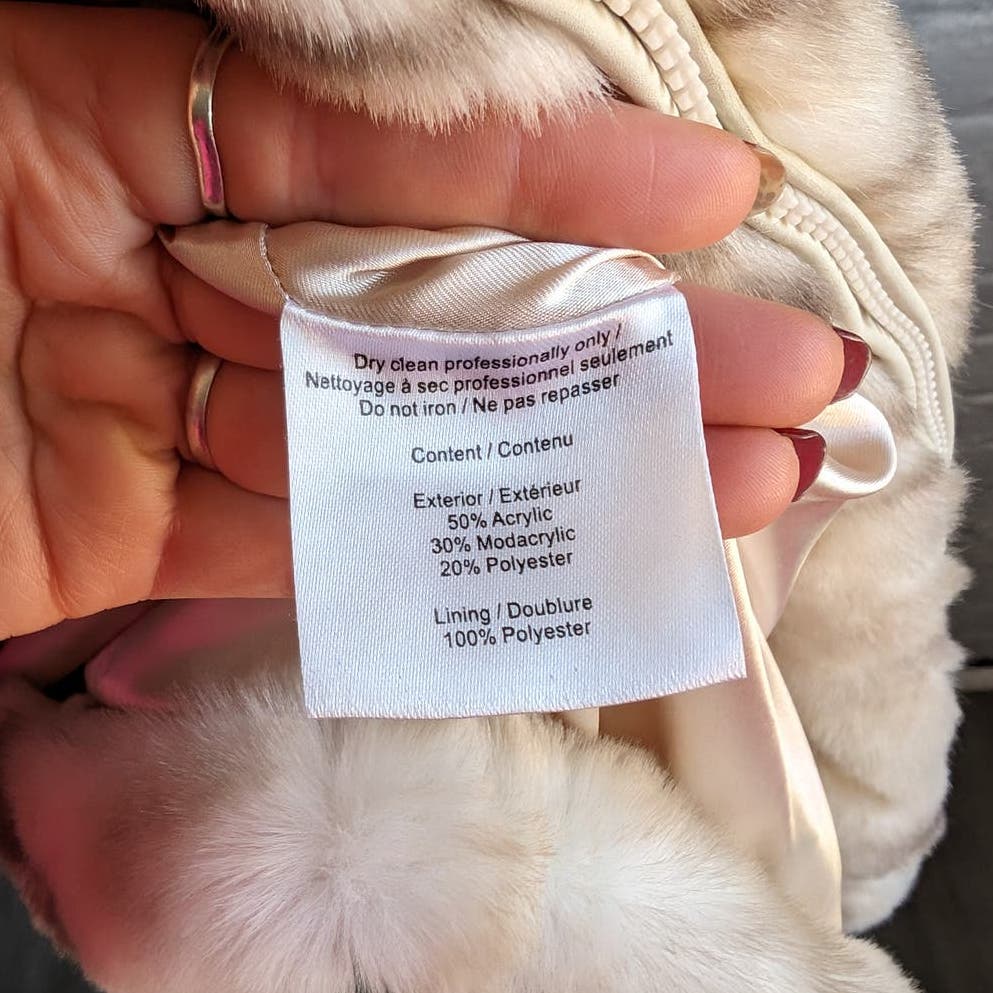 Dry clean professionally only /
Nettoyage à sec professionnel seulement
Do not iron / Ne pas repasser
Content / Contenu
Exterior / Extérieur
50% Acrylic
30% Modacrylic
20% Polyester
Lining / Doublure
100% Polyester